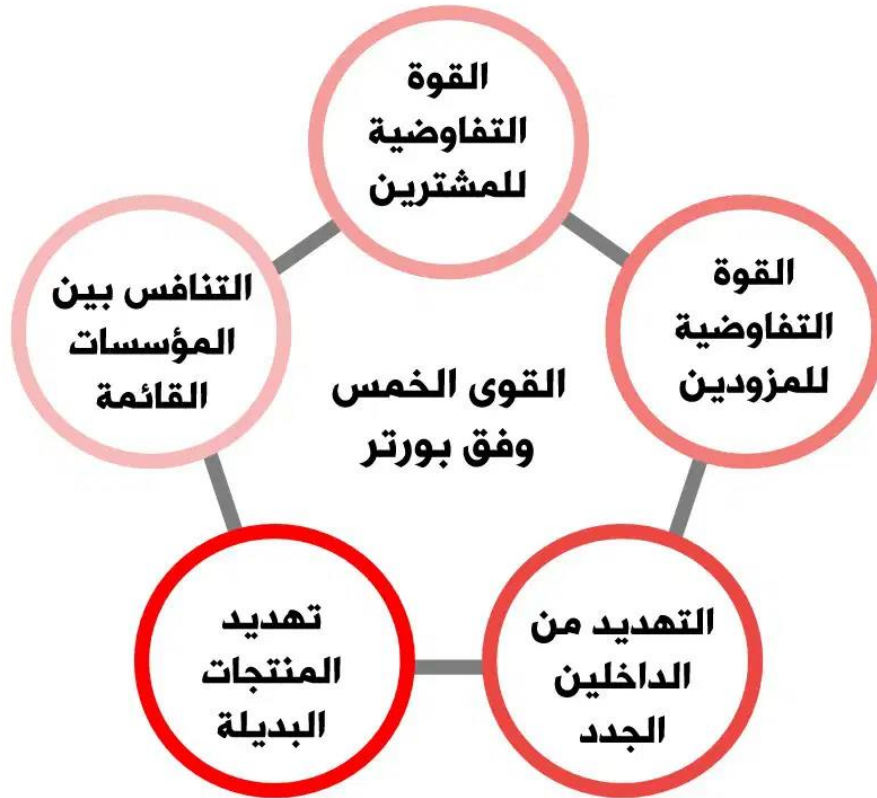 القوة
التفاوضية
للمشترين
القوة
التفاوضية
للمزودين
التهديد من
الداخلين
الجدد
تهديد
المنتجات
البديلة
التنافس بين
المؤسسات
القائمة
القوى الخمس
وفق بورتر